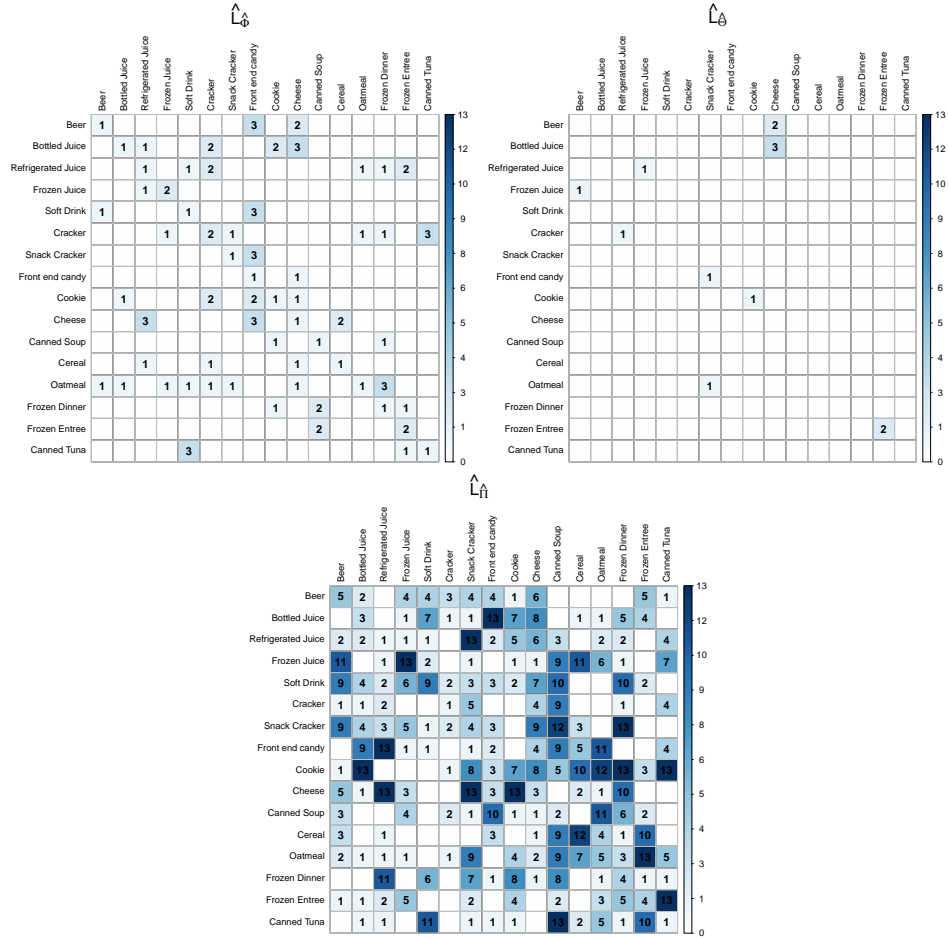 L̂_Φ̂
Beer
Bottled Juice
Refrigerated Juice
Frozen Juice
Soft Drink
Cracker
Snack Cracker
Front end candy
Cookie
Cheese
Canned Soup
Cereal
Oatmeal
Frozen Dinner
Frozen Entree
Canned Tuna
Beer 1 3 2
Bottled Juice 1 1 2 2 3
Refrigerated Juice 1 1 2 1 1 2
Frozen Juice 1 2
Soft Drink 1 1 3
Cracker 1 2 1 1 1 3
Snack Cracker 1 3
Front end candy 1 1
Cookie 1 2 2 1 1
Cheese 3 3 1 2
Canned Soup 1 1 1
Cereal 1 1 1 1
Oatmeal 1 1 1 1 1 1 1 1 3
Frozen Dinner 1 2 1 1
Frozen Entree 2 2
Canned Tuna 3 1 1
13
12
10
9
8
6
5
4
3
1
0
L̂_Θ̂
Beer
Bottled Juice
Refrigerated Juice
Frozen Juice
Soft Drink
Cracker
Snack Cracker
Front end candy
Cookie
Cheese
Canned Soup
Cereal
Oatmeal
Frozen Dinner
Frozen Entree
Canned Tuna
Beer 2
Bottled Juice 3
Refrigerated Juice 1
Frozen Juice 1
Soft Drink
Cracker 1
Snack Cracker
Front end candy 1
Cookie 1
Cheese
Canned Soup
Cereal
Oatmeal 1
Frozen Dinner
Frozen Entree 2
Canned Tuna
13
12
10
9
8
6
5
4
3
1
0
L̂_Π̂
Beer
Bottled Juice
Refrigerated Juice
Frozen Juice
Soft Drink
Cracker
Snack Cracker
Front end candy
Cookie
Cheese
Canned Soup
Cereal
Oatmeal
Frozen Dinner
Frozen Entree
Canned Tuna
Beer 5 2 4 4 3 4 4 1 6 5 1
Bottled Juice 3 1 7 1 1 13 7 8 1 1 5 4
Refrigerated Juice 2 2 1 1 1 13 2 5 6 3 2 2 4
Frozen Juice 11 1 13 2 1 1 1 9 11 6 1 7
Soft Drink 9 4 2 6 9 2 3 3 2 7 10 10 2
Cracker 1 1 2 1 5 4 9 1 4
Snack Cracker 9 4 3 5 1 2 4 3 9 12 3 13
Front end candy 9 13 1 1 1 2 4 9 5 11 4
Cookie 1 13 1 8 3 7 8 5 10 12 13 3 13
Cheese 5 1 13 3 13 3 13 3 2 1 10
Canned Soup 3 4 2 1 10 1 1 2 11 6 2
Cereal 3 1 3 1 9 12 4 1 10
Oatmeal 2 1 1 1 1 9 4 2 9 7 5 3 13 5
Frozen Dinner 11 6 7 1 8 1 8 1 4 1 1
Frozen Entree 1 1 2 5 2 4 2 3 5 4 13
Canned Tuna 1 1 11 1 1 1 13 2 5 1 10 1
13
12
10
9
8
6
5
4
3
1
0